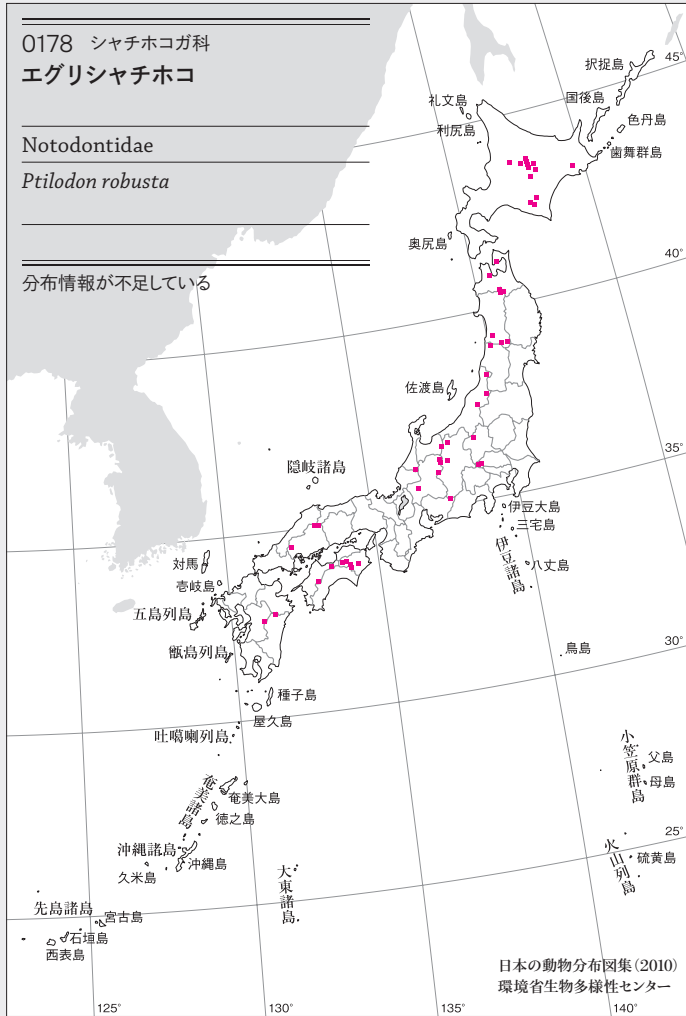 0178 シャチホコガ科
エグリシャチホコ
Notodontidae
Ptilodon robusta
分布情報が不足している
択捉島
45°
国後島
礼文島
色丹島
利尻島
歯舞群島
奥尻島
40°
佐渡島
35°
隠岐諸島
伊豆大島
三宅島
伊豆諸島
八丈島
対馬
壱岐島
五島列島
甑島列島
鳥島
30°
種子島
屋久島
吐噶喇列島
小笠原群島
父島
母島
奄美諸島
奄美大島
徳之島
25°
沖縄諸島
沖縄島
久米島
火山列島
硫黄島
大東諸島
先島諸島
宮古島
石垣島
西表島
日本の動物分布図集(2010)
環境省生物多様性センター
125°
130°
135°
140°